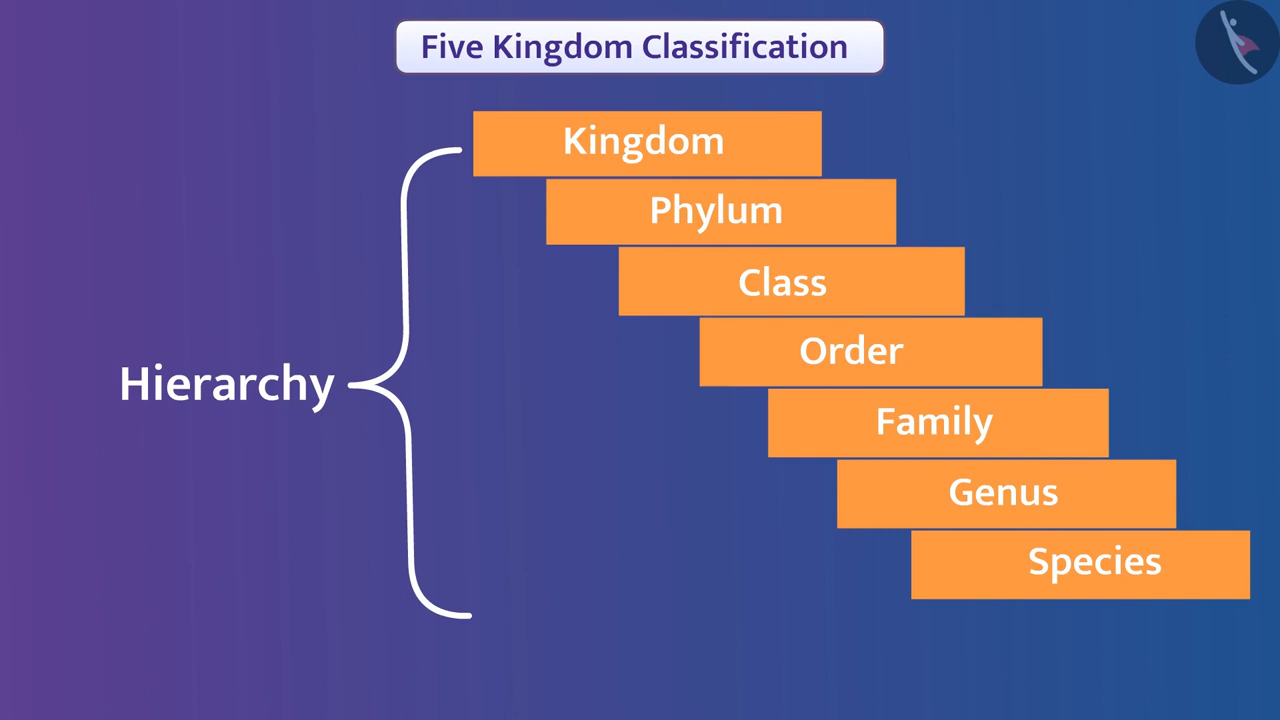 Five Kingdom Classification
Kingdom
Phylum
Class
Order
Family
Genus
Species
Hierarchy